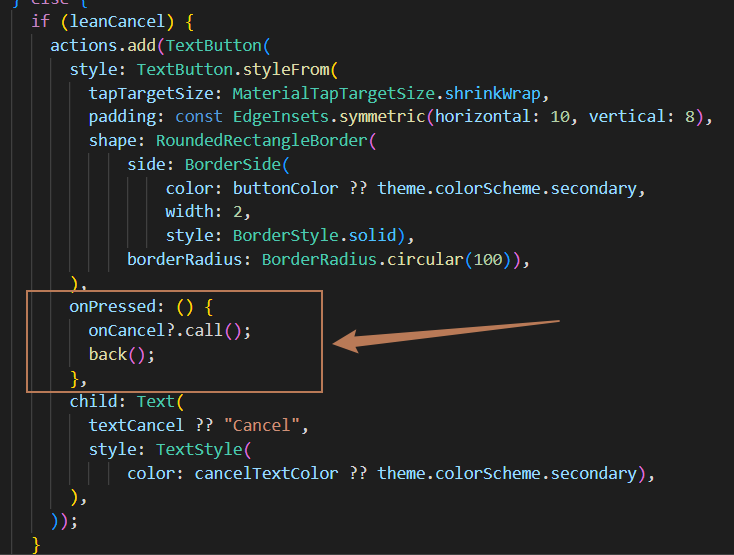 } else {
if (leanCancel) {
actions.add(TextButton(
style: TextButton.styleFrom(
tapTargetSize: MaterialTapTargetSize.shrinkWrap,
padding: const EdgeInsets.symmetric(horizontal: 10, vertical: 8),
shape: RoundedRectangleBorder(
side: BorderSide(
color: buttonColor ?? theme.colorScheme.secondary,
width: 2,
style: BorderStyle.solid),
borderRadius: BorderRadius.circular(100)),
),
onPressed: () {
onCancel?.call();
back();
},
child: Text(
textCancel ?? "Cancel",
style: TextStyle(
color: cancelTextColor ?? theme.colorScheme.secondary),
),
));
}